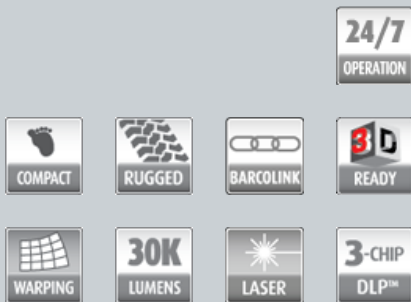 24/7
OPERATION
COMPACT
RUGGED
BARCOLINK
3D
READY
WARPING
30K
LUMENS
LASER
3-CHIP
DLP™